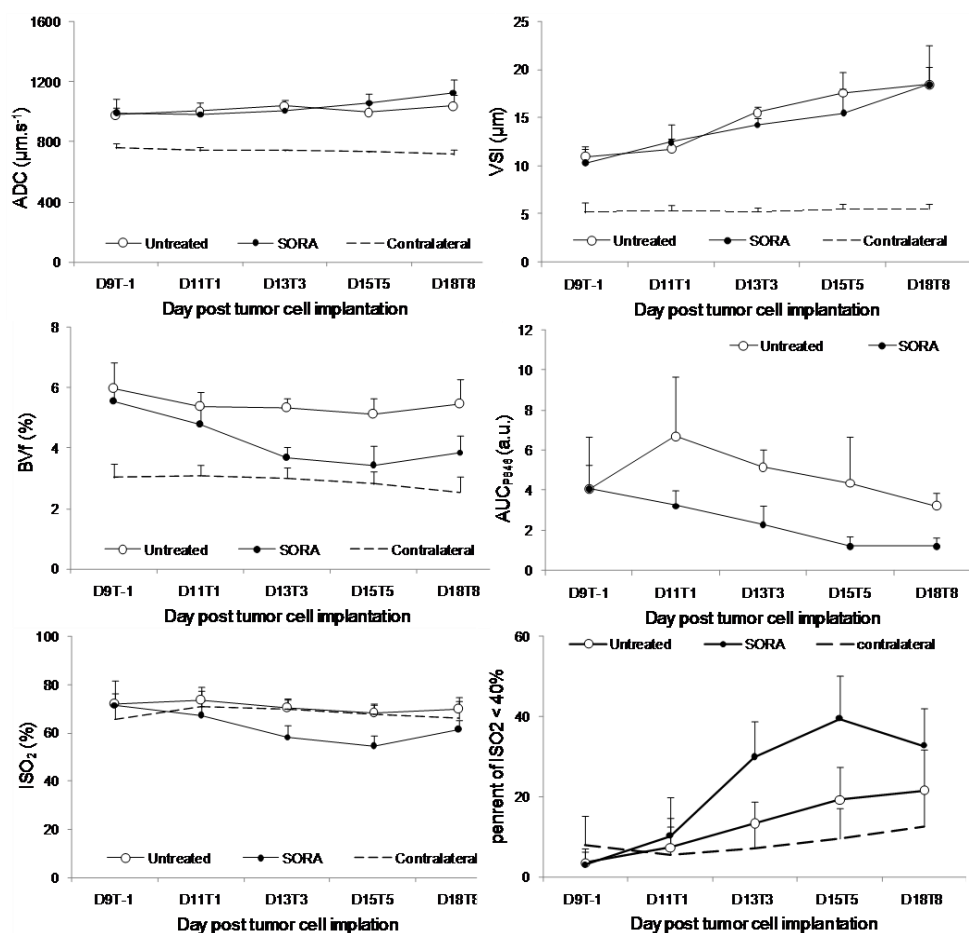 1600
1200
800
400
0
ADC (µm.s-1)
Untreated SORA Contralateral
D9T-1 D11T1 D13T3 D15T5 D18T8
Day post tumor cell implantation
25
20
15
10
5
0
VSI (µm)
Untreated SORA Contralateral
D9T-1 D11T1 D13T3 D15T5 D18T8
Day post tumor cell implantation
8
6
4
2
0
BVf (%)
Untreated SORA Contralateral
D9T-1 D11T1 D13T3 D15T5 D18T8
Day post tumor cell implantation
12
10
8
6
4
2
0
AUCP846 (a.u.)
Untreated SORA
D9T-1 D11T1 D13T3 D15T5 D18T8
Day post tumor cell implatation
100
80
60
40
20
0
ISO2 (%)
Untreated SORA Contralateral
D9T-1 D11T1 D13T3 D15T5 D18T8
Day post tumor cell implantation
60
40
20
0
penrent of ISO2 < 40%
Untreated SORA contralateral
D9T-1 D11T1 D13T3 D15T5 D18T8
Day post tumor cell implantation